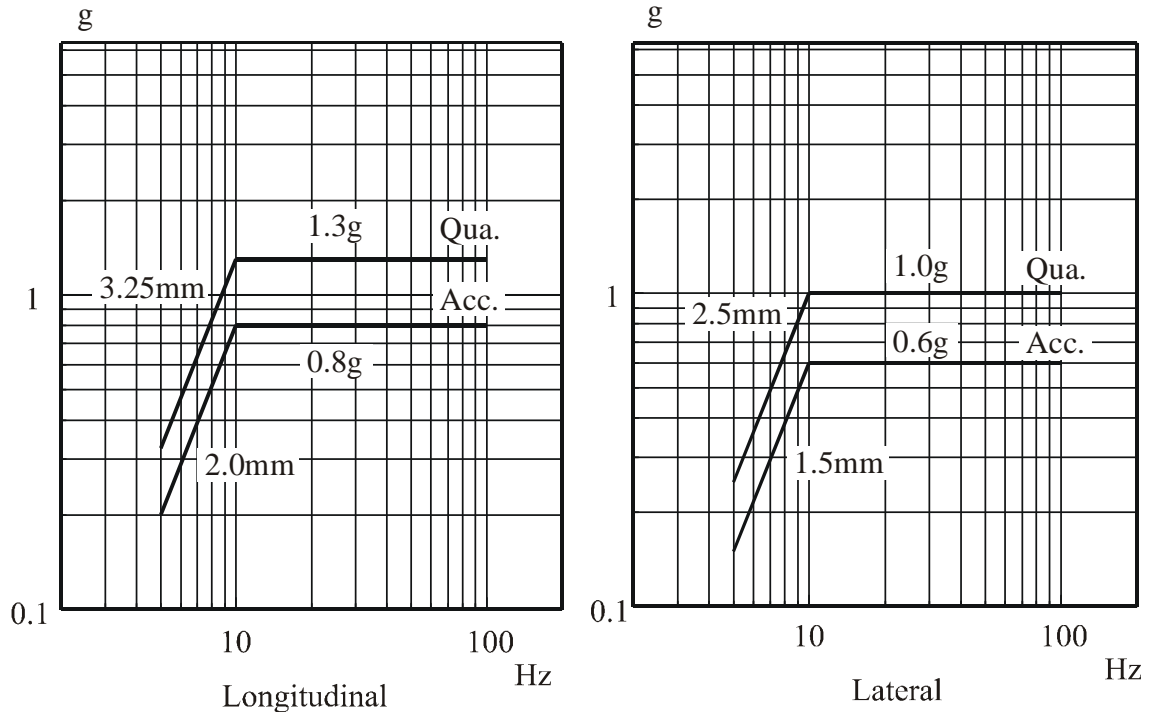 g
1.3g
Qua.
3.25mm
1
Acc.
0.8g
2.0mm
0.1
10
100
Hz
Longitudinal
g
1.0g
Qua.
1
2.5mm
0.6g
Acc.
1.5mm
0.1
10
100
Hz
Lateral